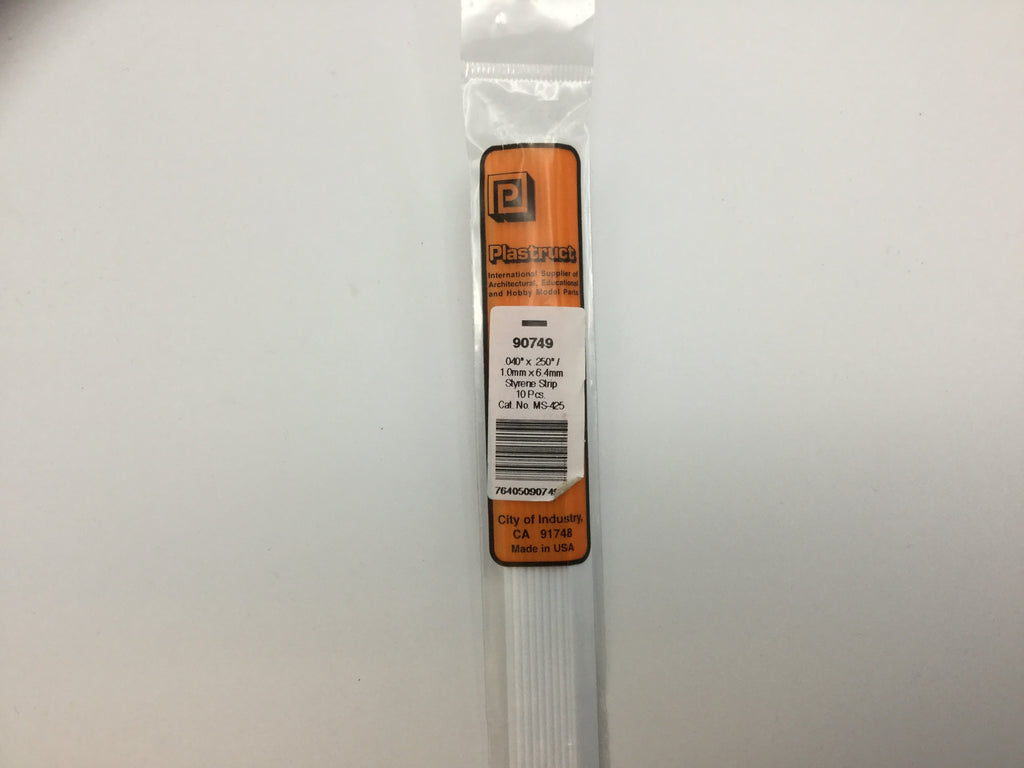 P
Plastruct
International Supplier of
Architectural, Educational
and Hobby Model Parts
90749
.040" x .250" /
1.0mm x 6.4mm
Styrene Strip
10 Pcs.
Cat. No. MS-425
7640509074
City of Industry,
CA 91748
Made in USA